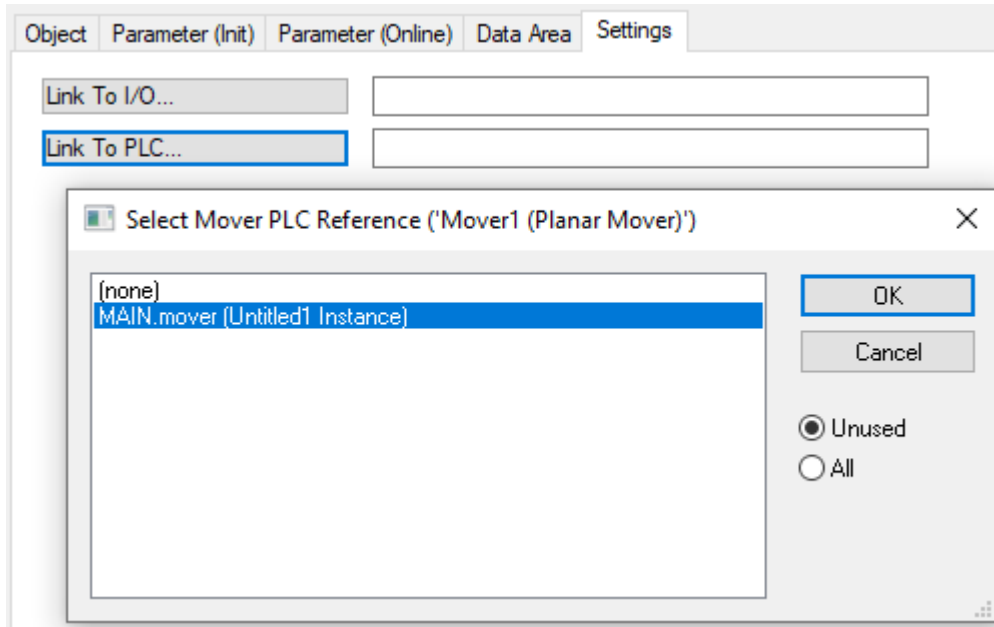 Object Parameter (Init) Parameter (Online) Data Area Settings
Link To I/O...
Link To PLC...
Select Mover PLC Reference ('Mover1 (Planar Mover)')
(none)
MAIN.mover (Untitled1 Instance)
OK
Cancel
Unused
All